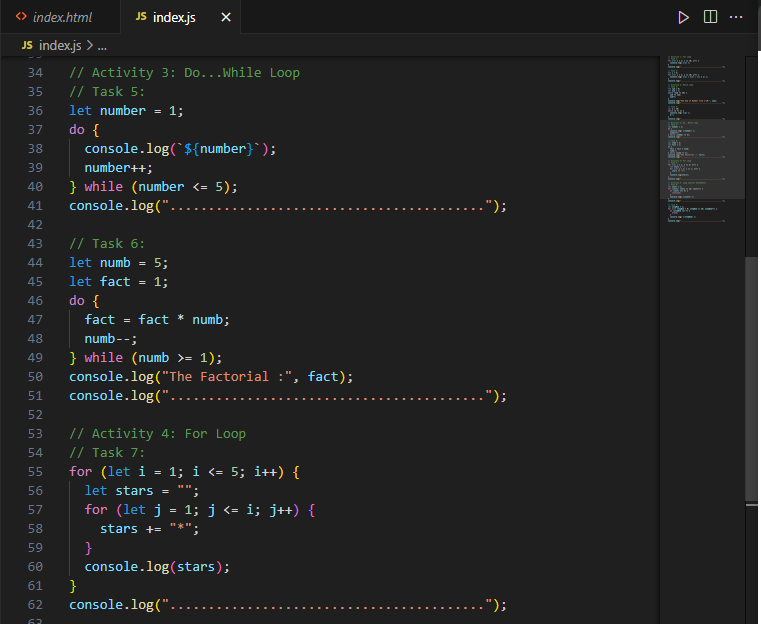 <> index.html JS index.js ×
JS index.js > ...
34 // Activity 3: Do...While Loop
35 // Task 5:
36 let number = 1;
37 do {
38   console.log(`${number}`);
39   number++;
40 } while (number <= 5);
41 console.log(".........................................");
42
43 // Task 6:
44 let numb = 5;
45 let fact = 1;
46 do {
47   fact = fact * numb;
48   numb--;
49 } while (numb >= 1);
50 console.log("The Factorial :", fact);
51 console.log(".........................................");
52
53 // Activity 4: For Loop
54 // Task 7:
55 for (let i = 1; i <= 5; i++) {
56   let stars = "";
57   for (let j = 1; j <= i; j++) {
58     stars += "*";
59   }
60   console.log(stars);
61 }
62 console.log(".........................................");